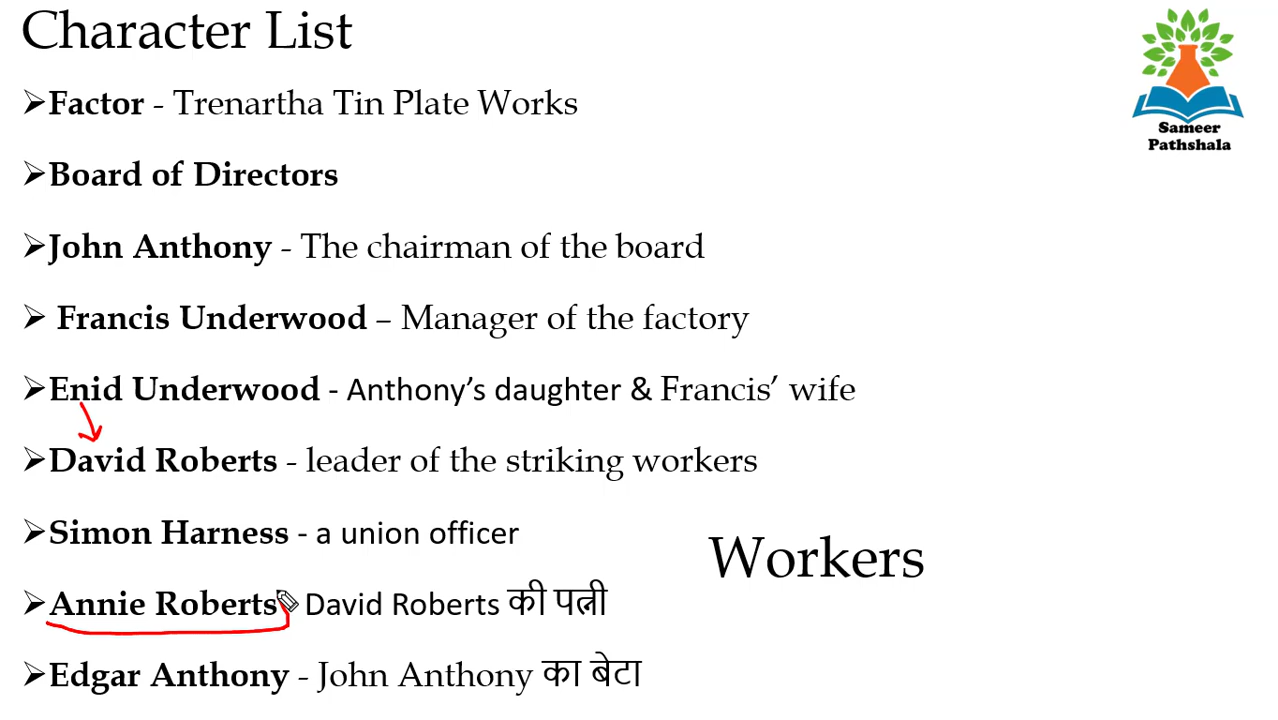 Character List
Sameer
Pathshala
➢Factor - Trenartha Tin Plate Works
➢Board of Directors
➢John Anthony - The chairman of the board
➢ Francis Underwood – Manager of the factory
➢Enid Underwood - Anthony’s daughter & Francis’ wife
➢David Roberts - leader of the striking workers
➢Simon Harness - a union officer
Workers
➢Annie Roberts David Roberts की पत्नी
➢Edgar Anthony - John Anthony का बेटा